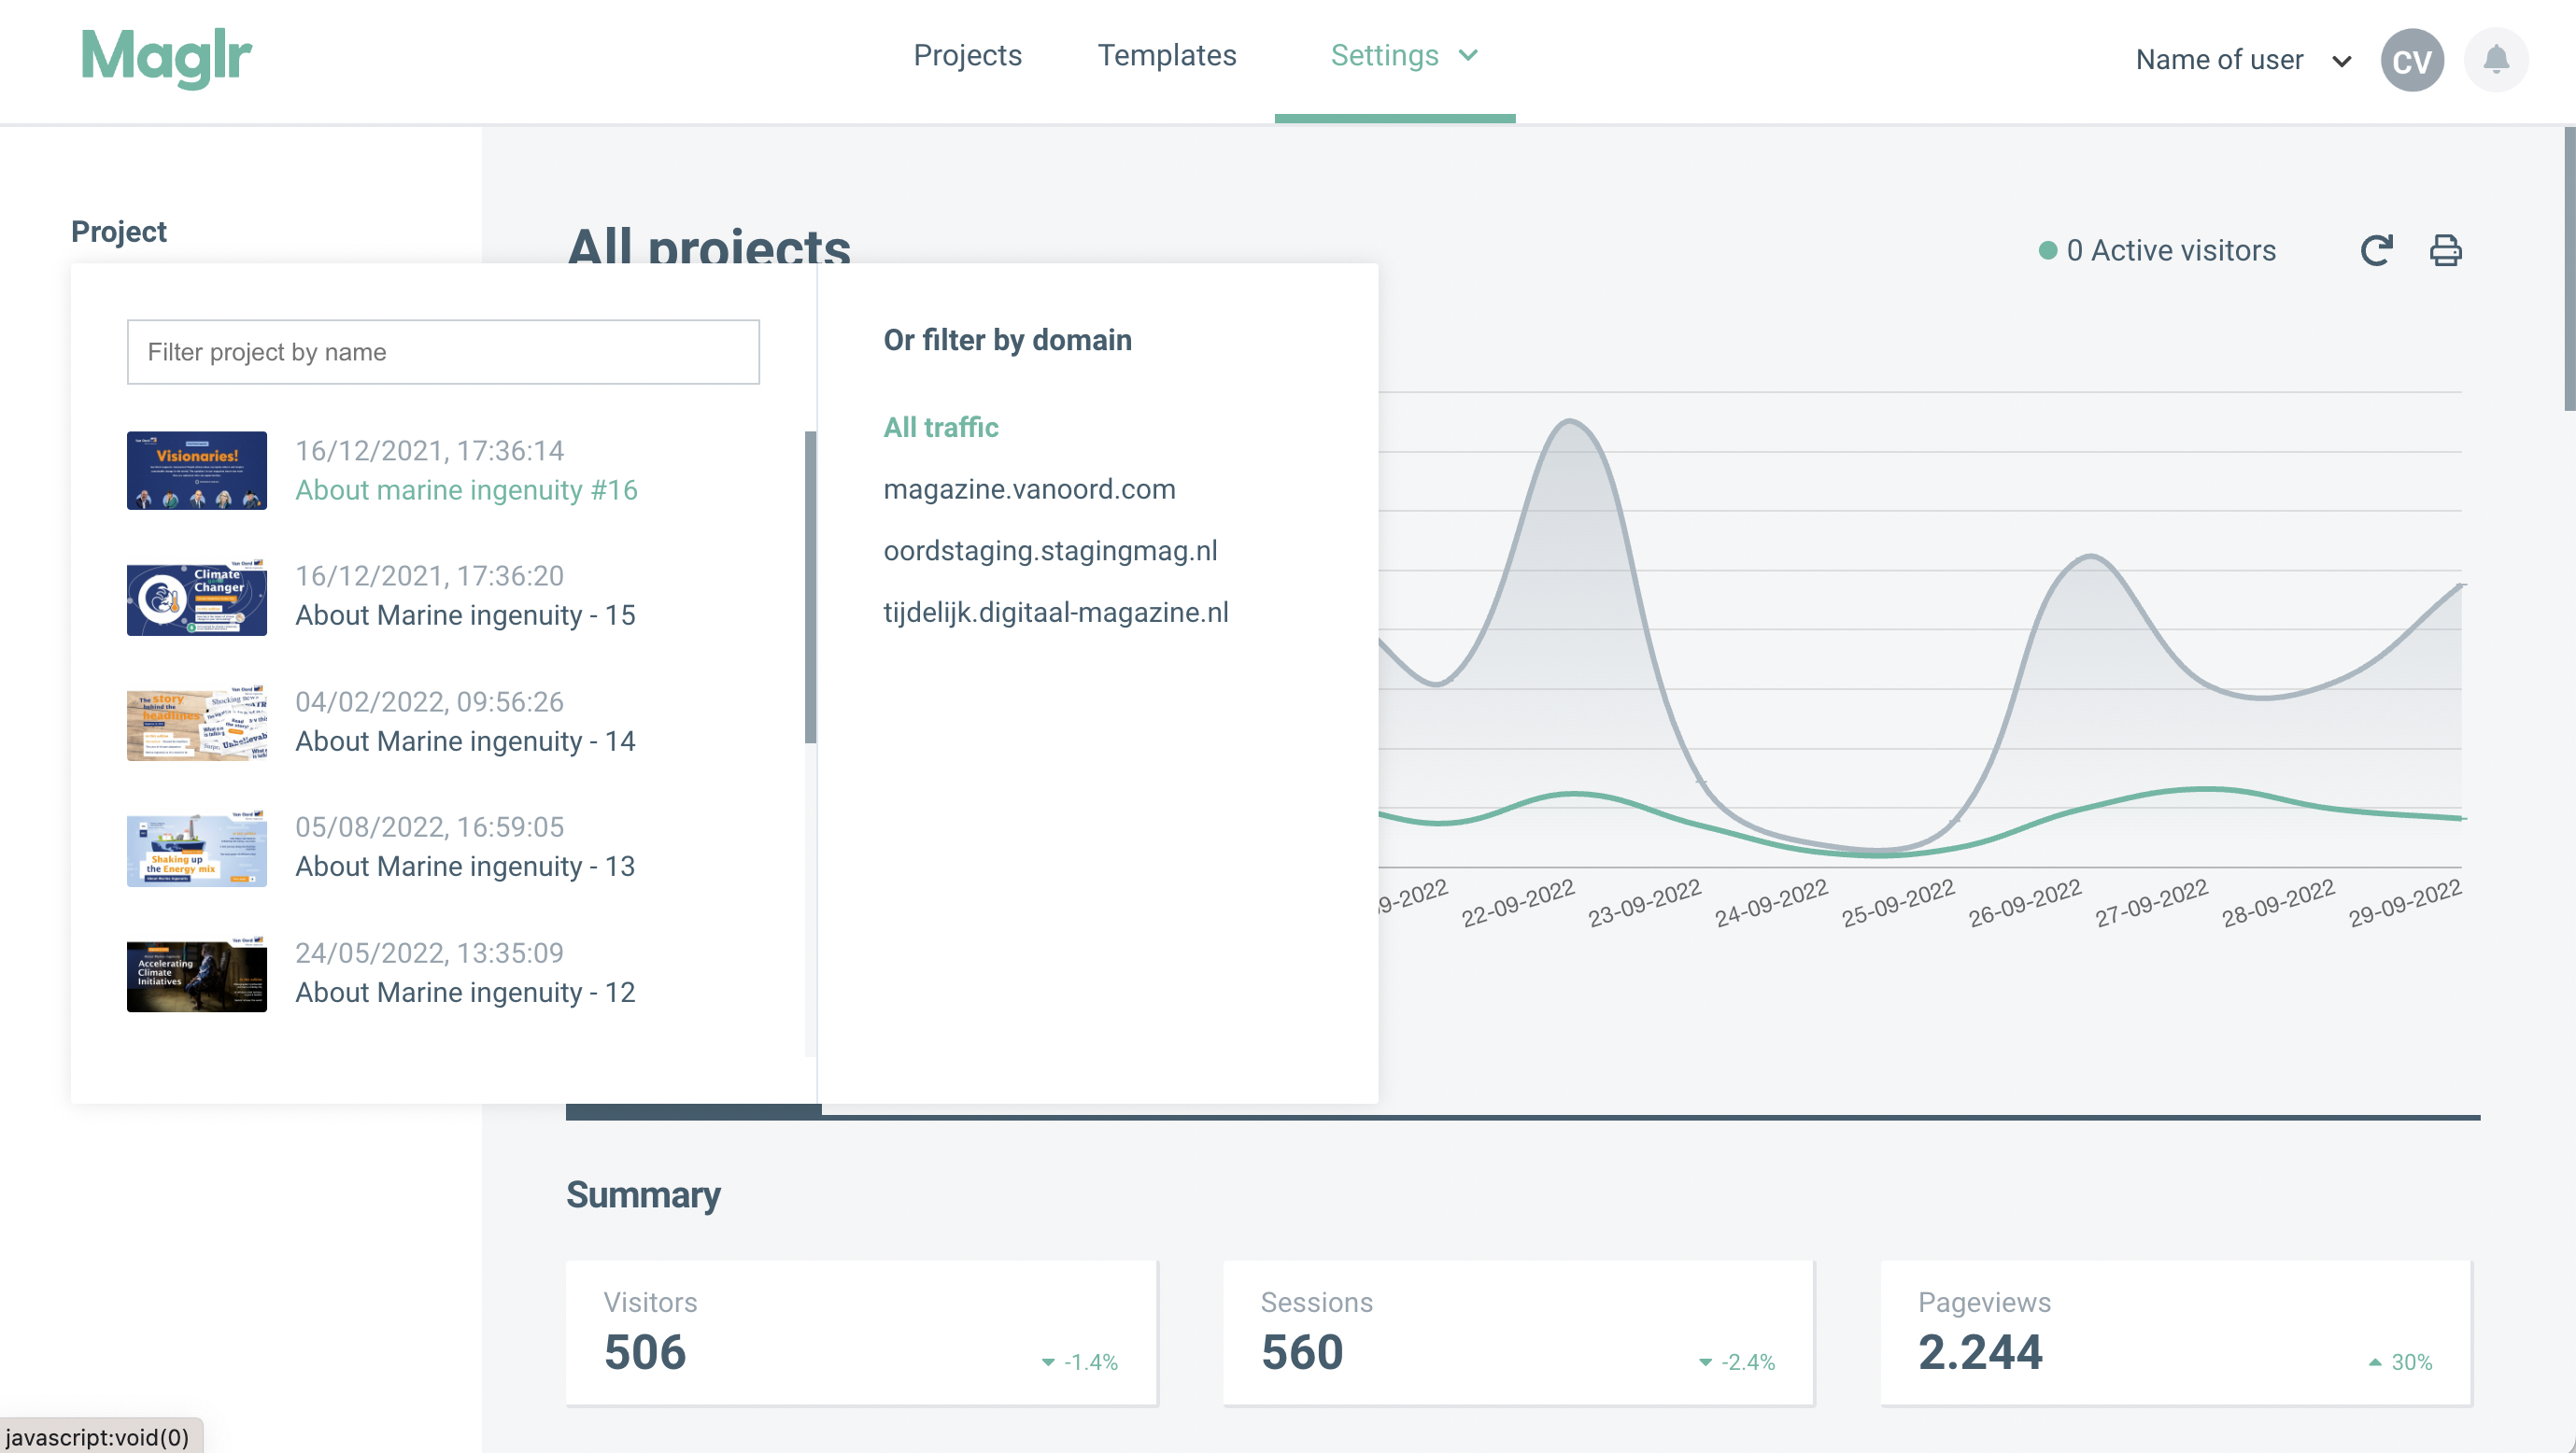 Maglr
Projects
Templates
Settings
Name of user
CV
Project
All projects
0 Active visitors
Filter project by name
Visionaries!
16/12/2021, 17:36:14
About marine ingenuity #16
Climate
Changer
16/12/2021, 17:36:20
About Marine ingenuity - 15
The story
behind the
headlines
04/02/2022, 09:56:26
About Marine ingenuity - 14
Shaking up
the Energy mix
05/08/2022, 16:59:05
About Marine ingenuity - 13
Accelerating
Climate
Initiatives
24/05/2022, 13:35:09
About Marine ingenuity - 12
Or filter by domain
All traffic
magazine.vanoord.com
oordstaging.stagingmag.nl
tijdelijk.digitaal-magazine.nl
9-2022
22-09-2022
23-09-2022
24-09-2022
25-09-2022
26-09-2022
27-09-2022
28-09-2022
29-09-2022
Summary
Visitors
506
-1.4%
Sessions
560
-2.4%
Pageviews
2.244
30%
javascript:void(0)